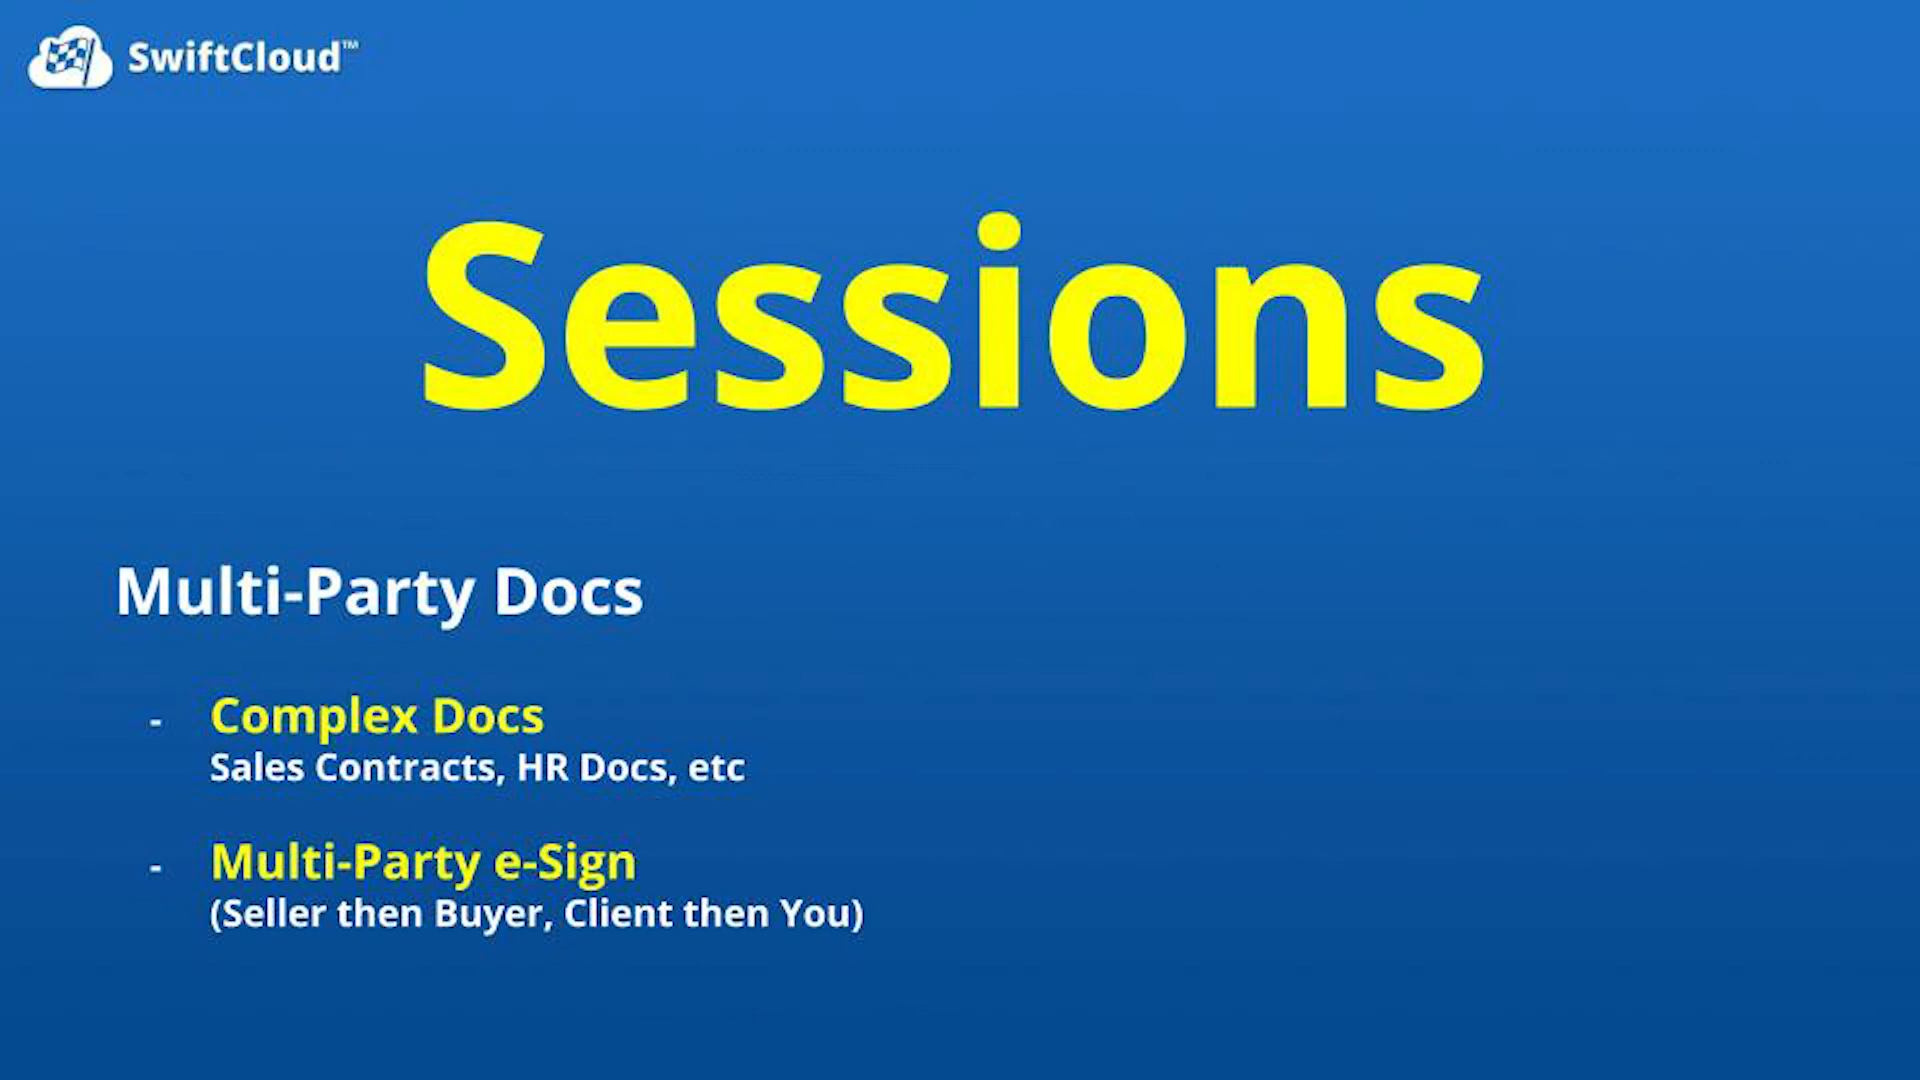 SwiftCloud™
Sessions
Multi-Party Docs
- Complex Docs
Sales Contracts, HR Docs, etc
- Multi-Party e-Sign
(Seller then Buyer, Client then You)